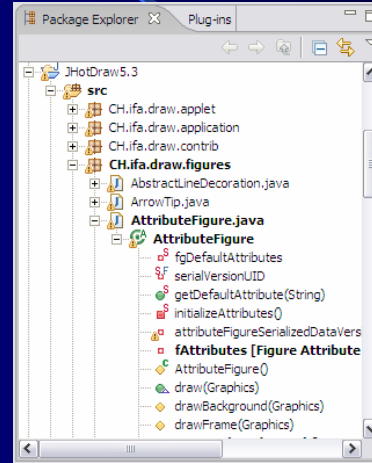 Package Explorer Plug-ins
JHotDraw5.3
src
CH.ifa.draw.applet
CH.ifa.draw.application
CH.ifa.draw.contrib
CH.ifa.draw.figures
AbstractLineDecoration.java
ArrowTip.java
AttributeFigure.java
AttributeFigure
fgDefaultAttributes
serialVersionUID
getDefaultAttribute(String)
initializeAttributes()
attributeFigureSerializedDataVers
fAttributes [Figure Attribute
AttributeFigure()
draw(Graphics)
drawBackground(Graphics)
drawFrame(Graphics)